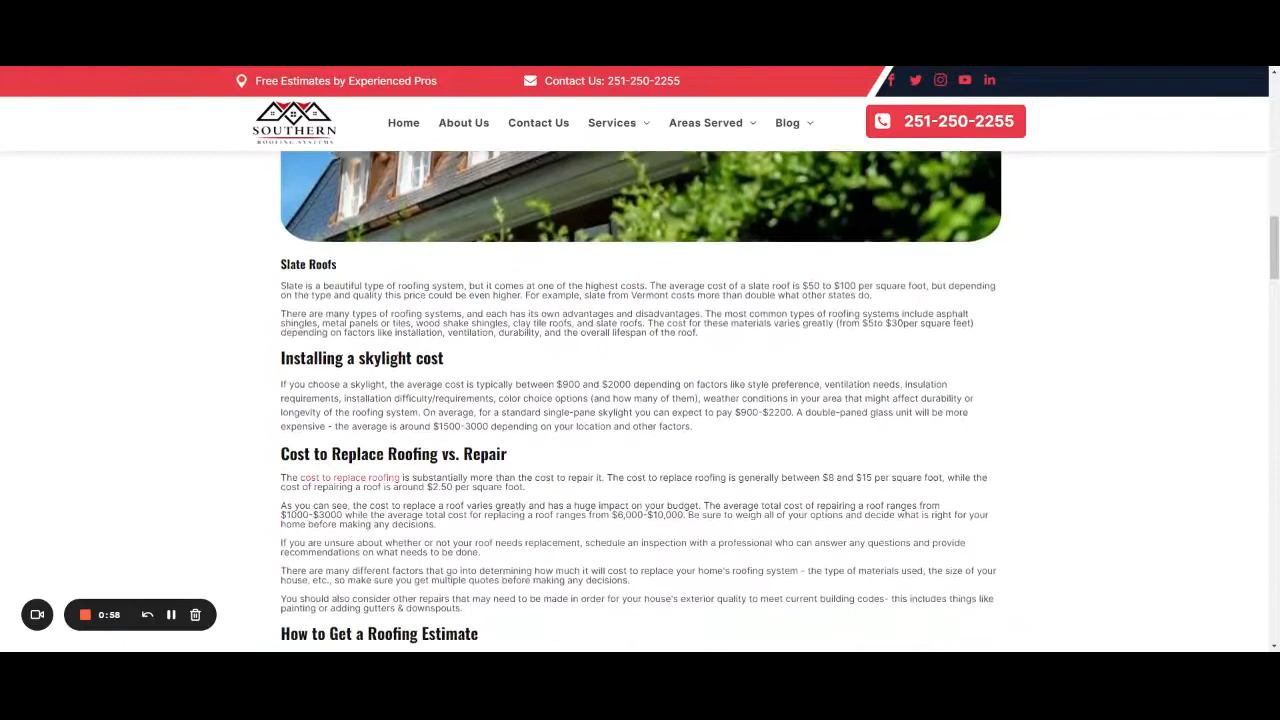 Free Estimates by Experienced Pros
Contact Us: 251-250-2255
SOUTHERN
ROOFING SYSTEMS
Home About Us Contact Us Services Areas Served Blog
251-250-2255
Slate Roofs
Slate is a beautiful type of roofing system, but it comes at one of the highest costs. The average cost of a slate roof is $50 to $100 per square foot, but depending
on the type and quality this price could be even higher. For example, slate from Vermont costs more than double what other states do.
There are many types of roofing systems, and each has its own advantages and disadvantages. The most common types of roofing systems include asphalt
shingles, metal panels or tiles, wood shake shingles, clay tile roofs, and slate roofs. The cost for these materials varies greatly (from $5to $30per square feet)
depending on factors like installation, ventilation, durability, and the overall lifespan of the roof.
Installing a skylight cost
If you choose a skylight, the average cost is typically between $900 and $2000 depending on factors like style preference, ventilation needs, insulation
requirements, installation difficulty/requirements, color choice options (and how many of them), weather conditions in your area that might affect durability or
longevity of the roofing system. On average, for a standard single-pane skylight you can expect to pay $900-$2200. A double-paned glass unit will be more
expensive - the average is around $1500-3000 depending on your location and other factors.
Cost to Replace Roofing vs. Repair
The cost to replace roofing is substantially more than the cost to repair it. The cost to replace roofing is generally between $8 and $15 per square foot, while the
cost of repairing a roof is around $2.50 per square foot.
As you can see, the cost to replace a roof varies greatly and has a huge impact on your budget. The average total cost of repairing a roof ranges from
$1000-$3000 while the average total cost for replacing a roof ranges from $6,000-$10,000. Be sure to weigh all of your options and decide what is right for your
home before making any decisions.
If you are unsure about whether or not your roof needs replacement, schedule an inspection with a professional who can answer any questions and provide
recommendations on what needs to be done.
There are many different factors that go into determining how much it will cost to replace your home's roofing system - the type of materials used, the size of your
house, etc., so make sure you get multiple quotes before making any decisions.
You should also consider other repairs that may need to be made in order for your house's exterior quality to meet current building codes- this includes things like
painting or adding gutters & downspouts.
0:58
How to Get a Roofing Estimate